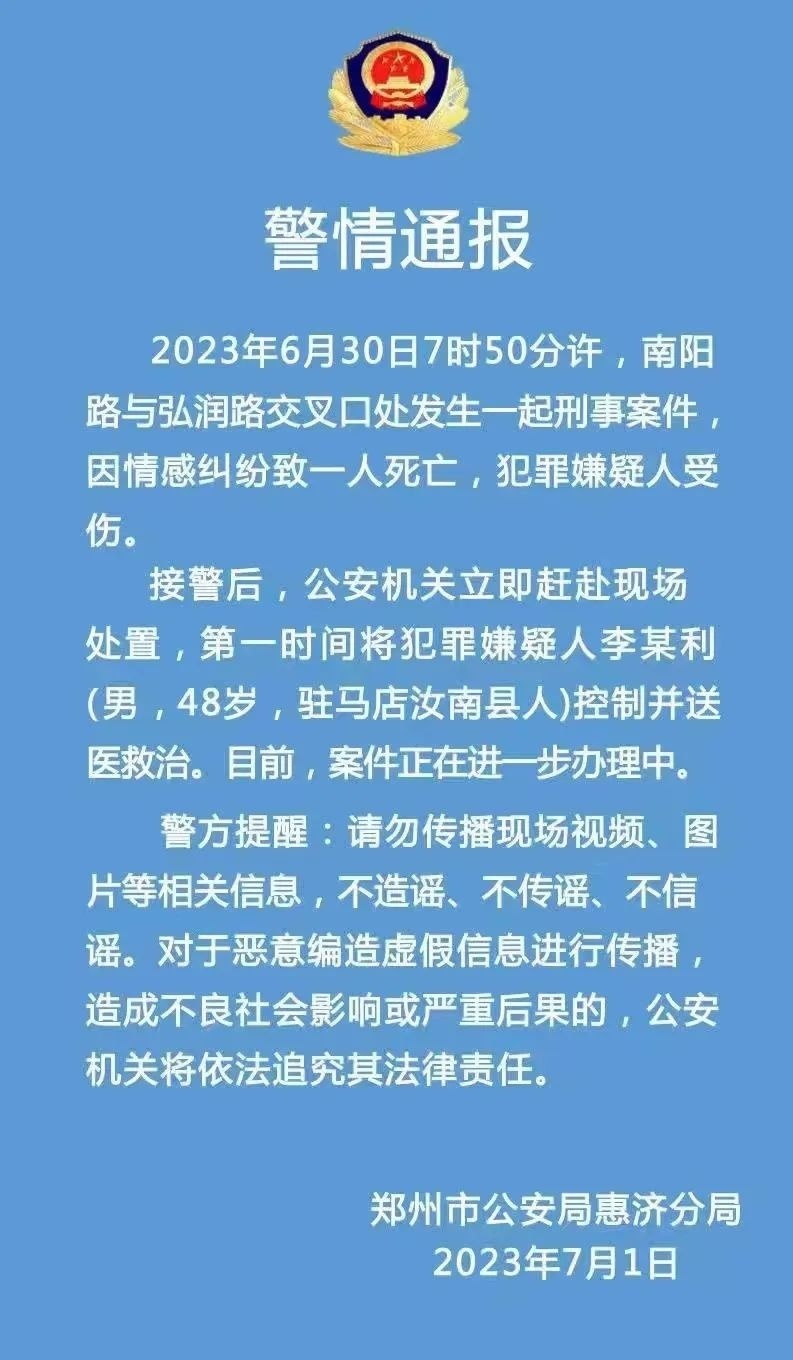 警情通报
2023年6月30日7时50分许，南阳
路与弘润路交叉口处发生一起刑事案件，
因情感纠纷致一人死亡，犯罪嫌疑人受
伤。
接警后，公安机关立即赶赴现场
处置，第一时间将犯罪嫌疑人李某利
(男，48岁，驻马店汝南县人)控制并送
医救治。目前，案件正在进一步办理中。
警方提醒：请勿传播现场视频、图
片等相关信息，不造谣、不传谣、不信
谣。对于恶意编造虚假信息进行传播，
造成不良社会影响或严重后果的，公安
机关将依法追究其法律责任。
郑州市公安局惠济分局
2023年7月1日